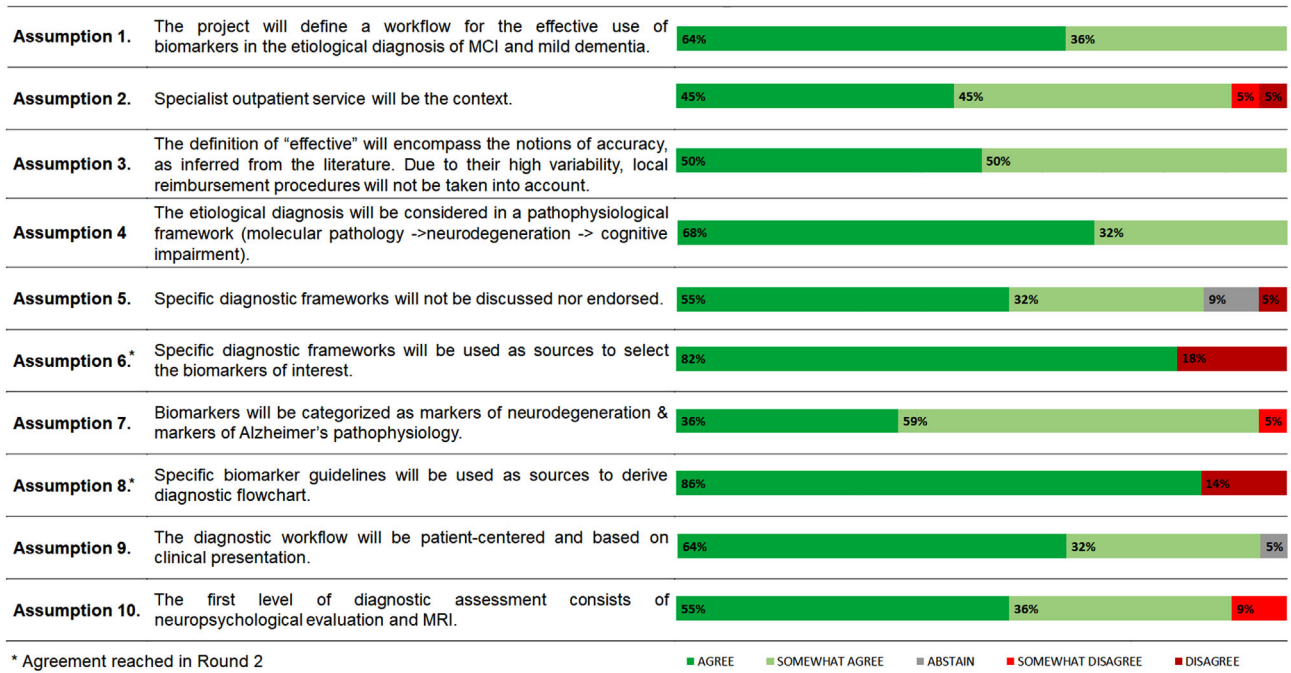 Assumption 1.
The project will define a workflow for the effective use of
biomarkers in the etiological diagnosis of MCI and mild dementia.
64% 36%
Assumption 2.
Specialist outpatient service will be the context.
45% 45% 5% 5%
Assumption 3.
The definition of “effective” will encompass the notions of accuracy,
as inferred from the literature. Due to their high variability, local
reimbursement procedures will not be taken into account.
50% 50%
Assumption 4
The etiological diagnosis will be considered in a pathophysiological
framework (molecular pathology ->neurodegeneration -> cognitive
impairment).
68% 32%
Assumption 5.
Specific diagnostic frameworks will not be discussed nor endorsed.
55% 32% 9% 5%
Assumption 6.*
Specific diagnostic frameworks will be used as sources to select
the biomarkers of interest.
82% 18%
Assumption 7.
Biomarkers will be categorized as markers of neurodegeneration &
markers of Alzheimer’s pathophysiology.
36% 59% 5%
Assumption 8.*
Specific biomarker guidelines will be used as sources to derive
diagnostic flowchart.
86% 14%
Assumption 9.
The diagnostic workflow will be patient-centered and based on
clinical presentation.
64% 32% 5%
Assumption 10.
The first level of diagnostic assessment consists of
neuropsychological evaluation and MRI.
55% 36% 9%
* Agreement reached in Round 2
AGREE SOMEWHAT AGREE ABSTAIN SOMEWHAT DISAGREE DISAGREE